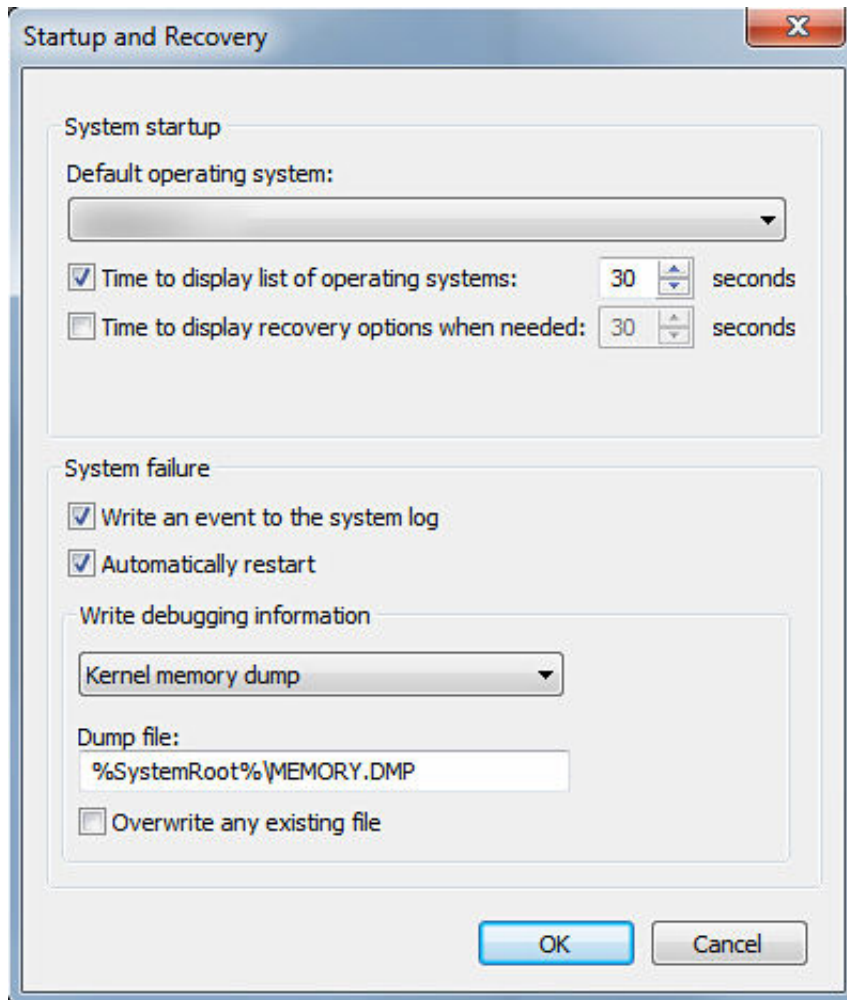 Startup and Recovery
System startup
Default operating system:
Time to display list of operating systems: 30 seconds
Time to display recovery options when needed: 30 seconds
System failure
Write an event to the system log
Automatically restart
Write debugging information
Kernel memory dump
Dump file:
%SystemRoot%\MEMORY.DMP
Overwrite any existing file
OK Cancel